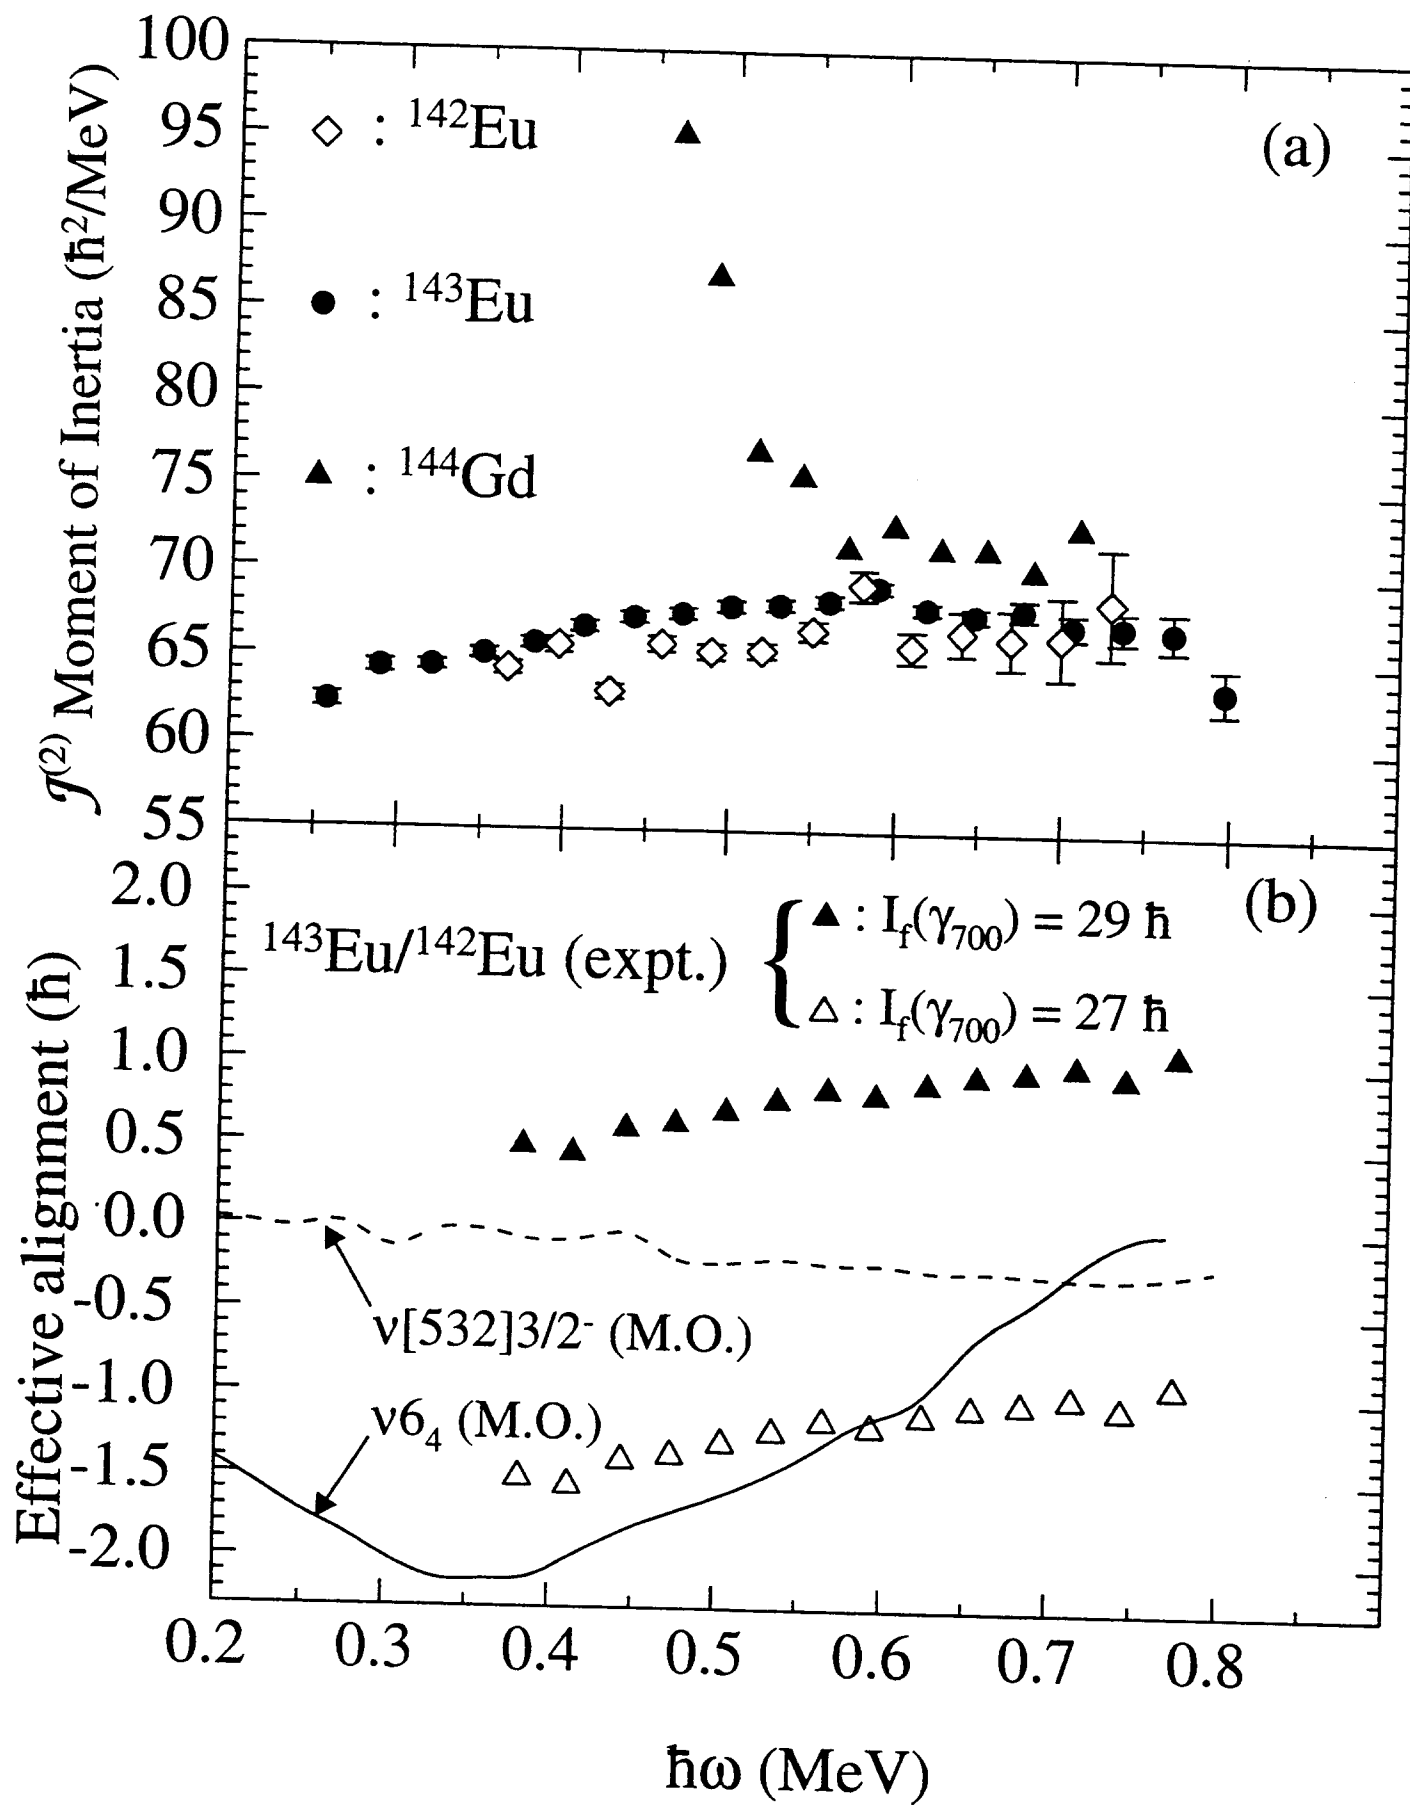 100
95
90
85
80
75
70
65
60
55
𝒥⁽²⁾ Moment of Inertia (ħ²/MeV)
(a)
◇ : ¹⁴²Eu
● : ¹⁴³Eu
▲ : ¹⁴⁴Gd
2.0
1.5
1.0
0.5
0.0
-0.5
-1.0
-1.5
-2.0
Effective alignment (ħ)
(b)
¹⁴³Eu/¹⁴²Eu (expt.)
▲ : I_f(γ₇₀₀) = 29 ħ
△ : I_f(γ₇₀₀) = 27 ħ
ν[532]3/2⁻ (M.O.)
ν6₄ (M.O.)
0.2 0.3 0.4 0.5 0.6 0.7 0.8
ħω (MeV)